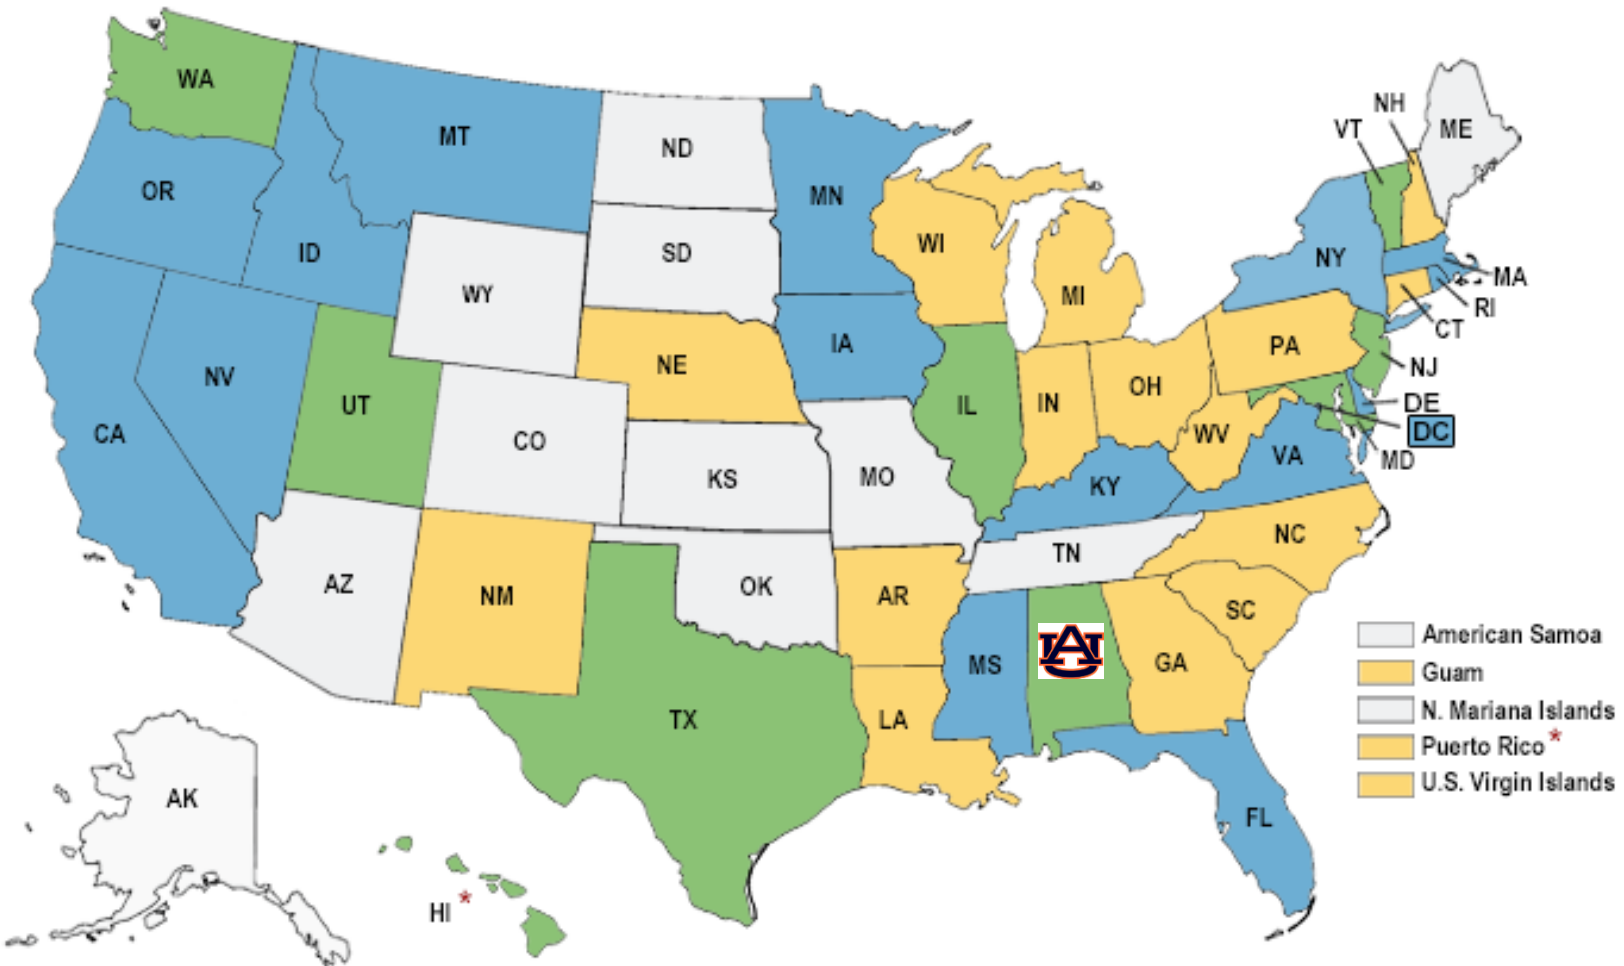 WA
MT
ND
MN
OR
ID
SD
WY
WI
MI
NH
VT
ME
NY
MA
RI
CT
NV
UT
CA
CO
NE
IA
KS
MO
IL
IN
OH
PA
NJ
DE
DC
MD
WV
VA
KY
AZ
NM
OK
TX
AR
TN
NC
SC
MS
AU
GA
LA
FL
AK
HI *
American Samoa
Guam
N. Mariana Islands
Puerto Rico *
U.S. Virgin Islands